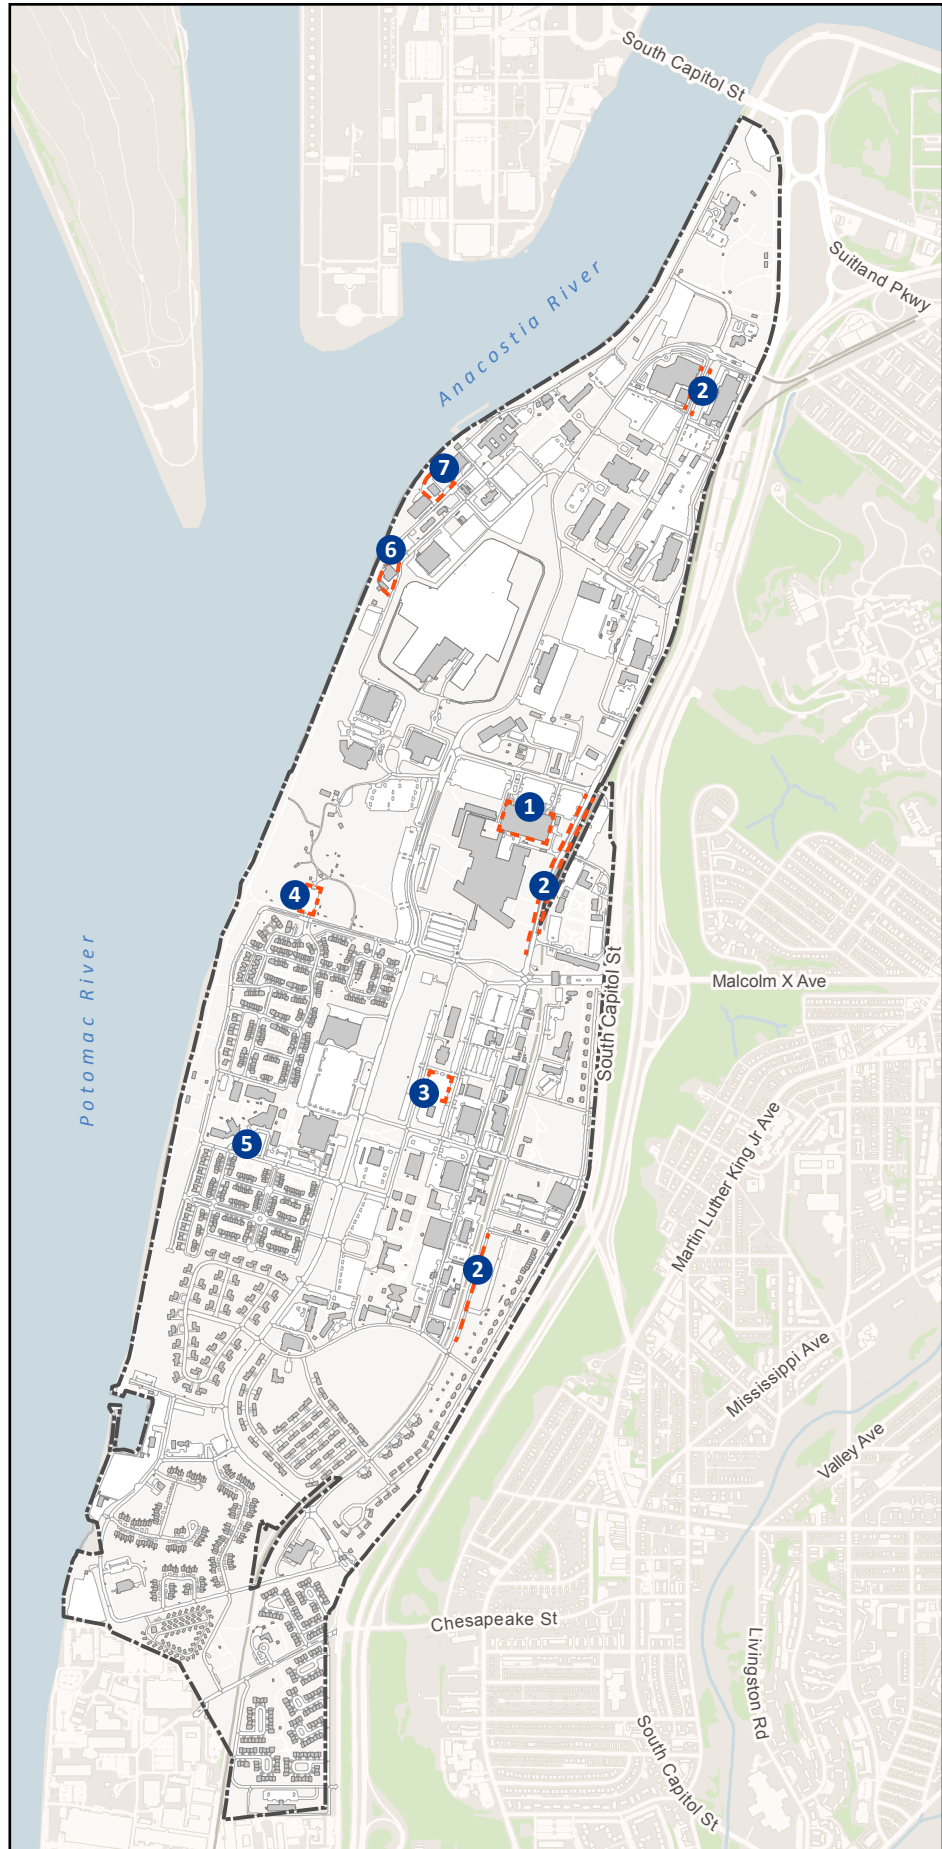 South Capitol St
Suitland Pkwy
Anacostia River
2
7
6
1
2
4
Potomac River
South Capitol St
Malcolm X Ave
3
5
Martin Luther King Jr Ave
2
Mississippi Ave
Valley Ave
Chesapeake St
Livingston Rd
South Capitol St